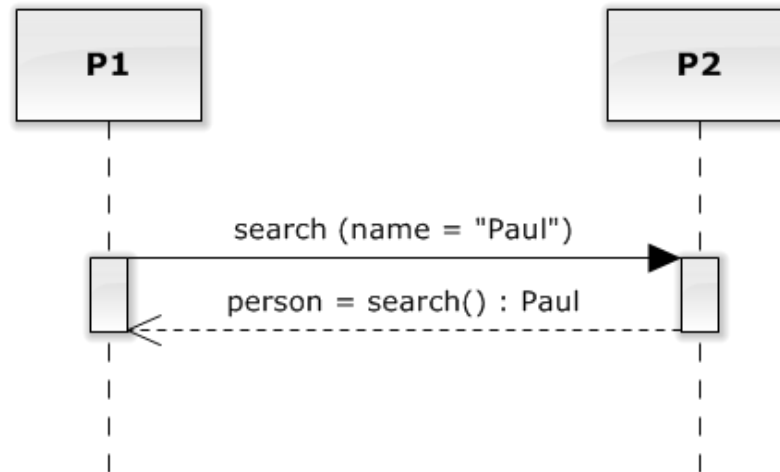 P1
P2
search (name = "Paul")
person = search() : Paul